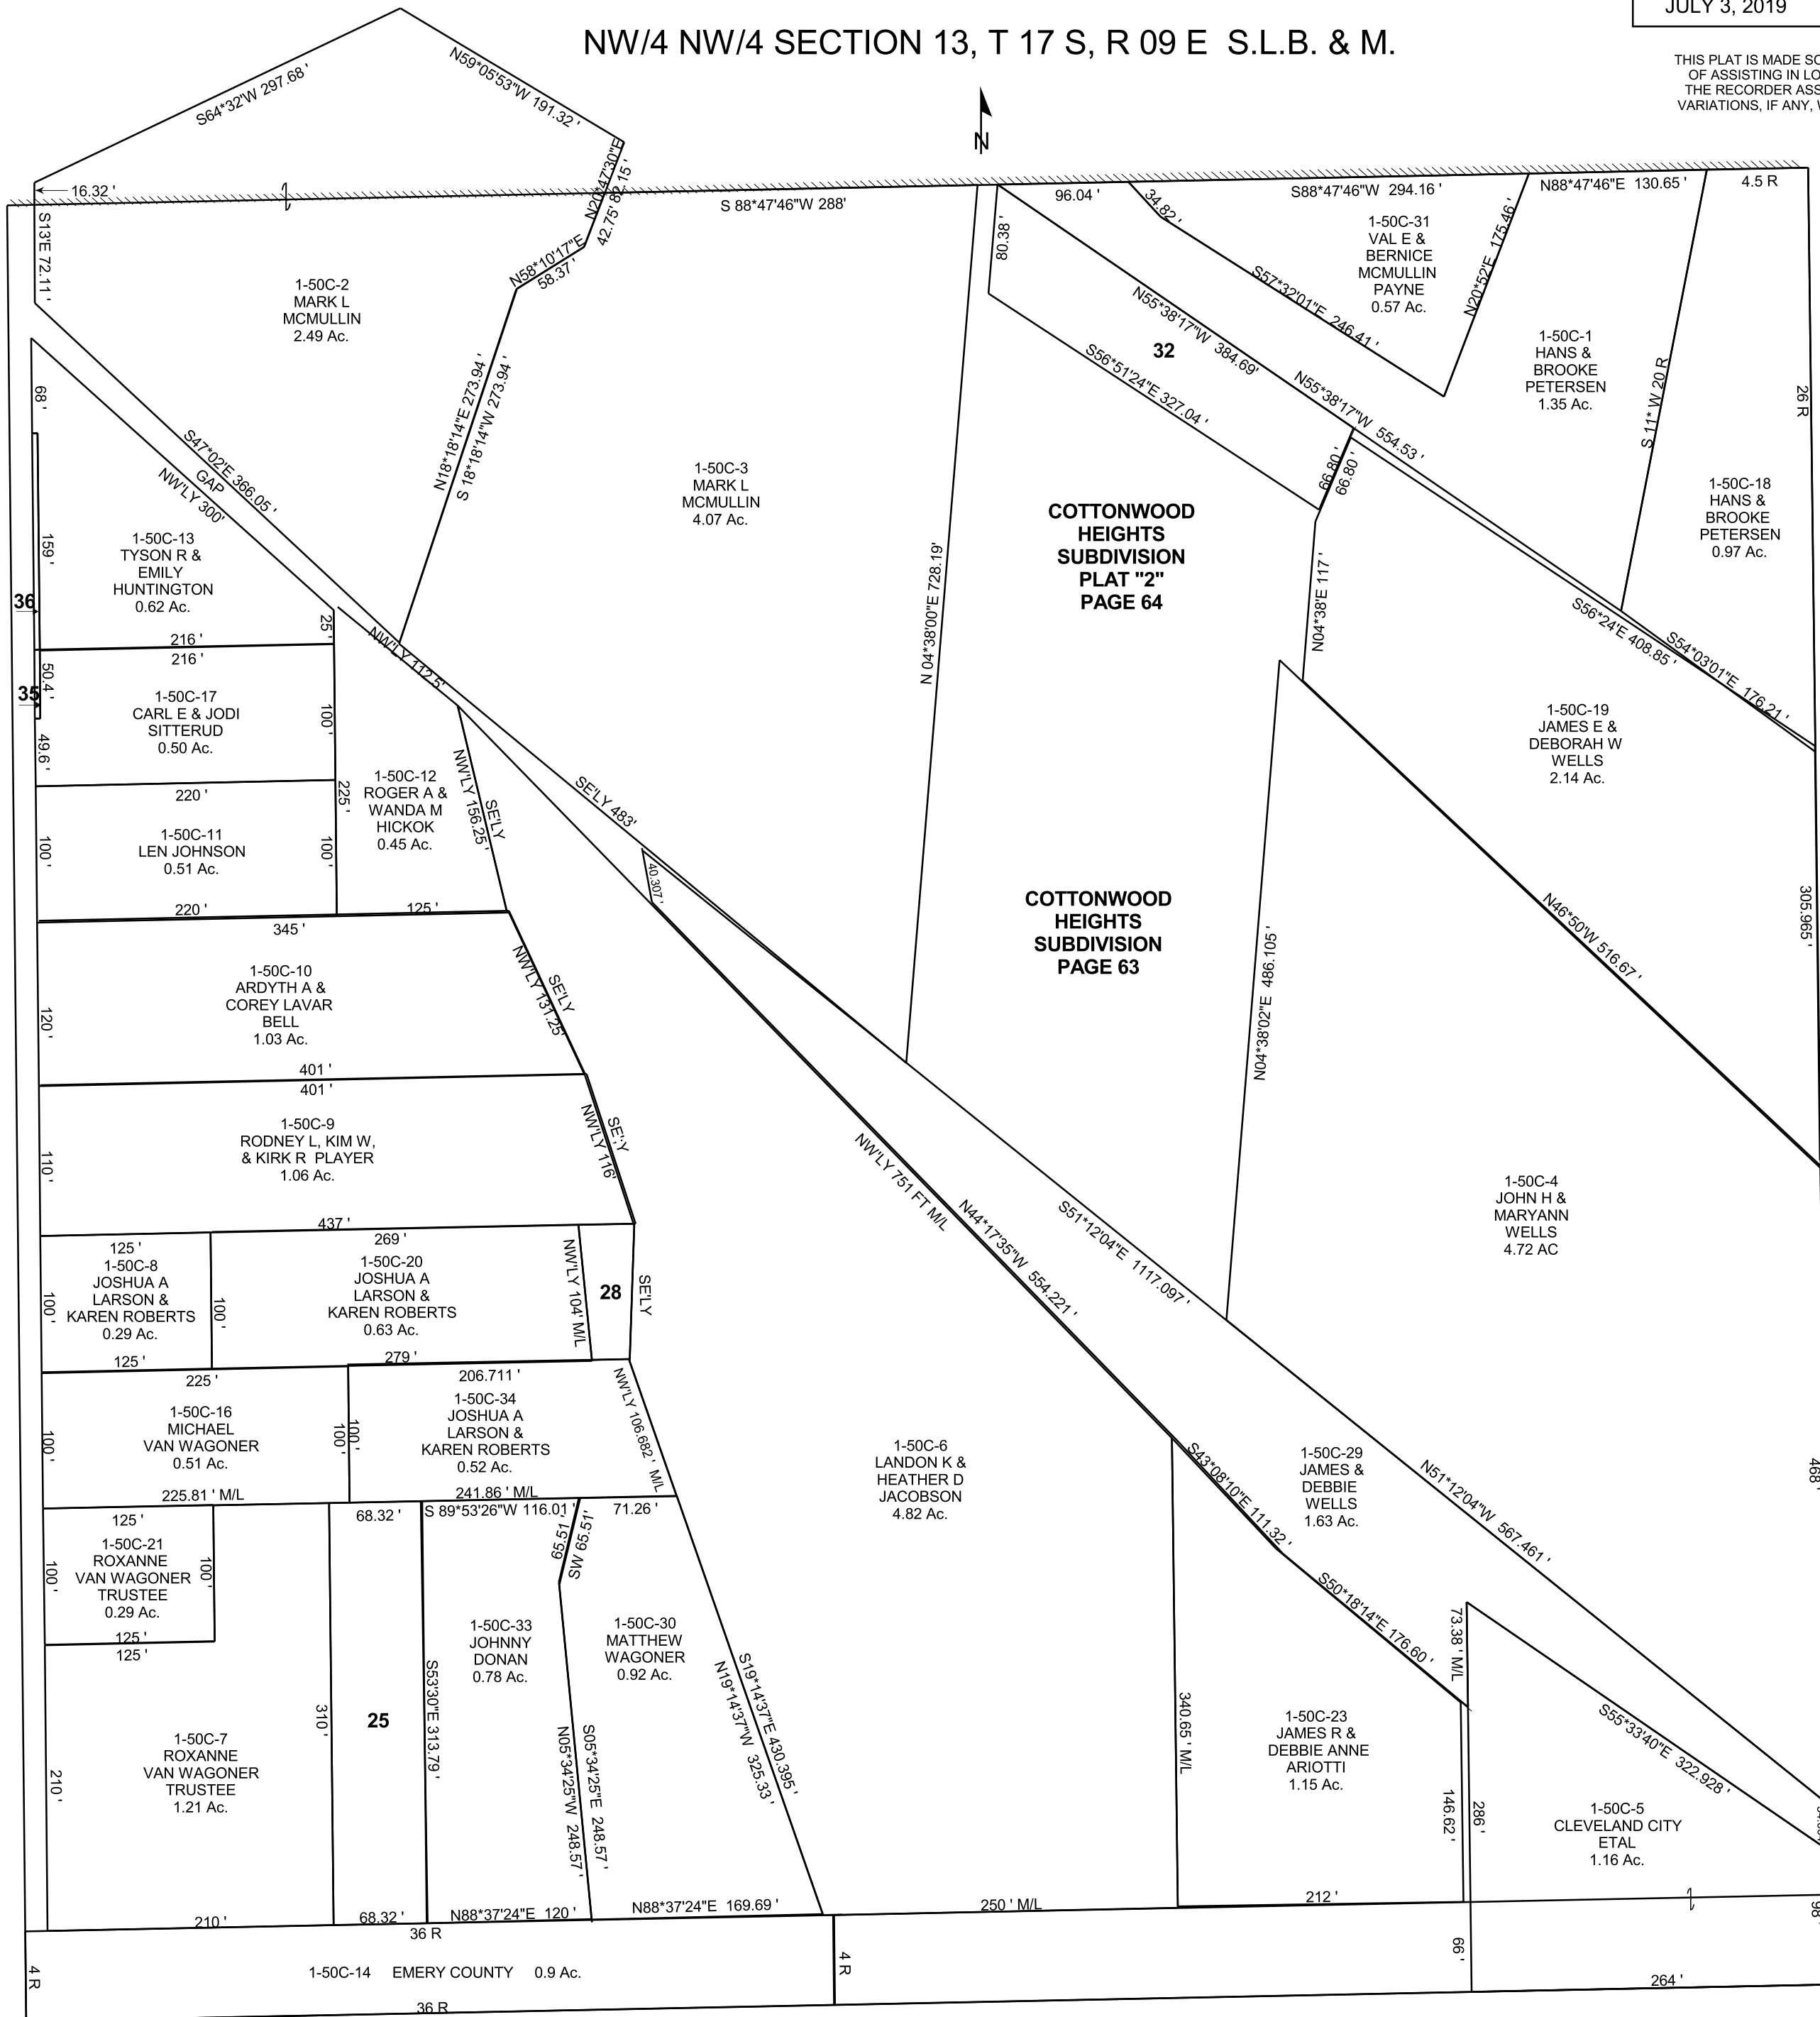 JULY 3, 2019
NW/4 NW/4 SECTION 13, T 17 S, R 09 E  S.L.B. & M.
THIS PLAT IS MADE SO
OF ASSISTING IN LO
THE RECORDER ASS
VARIATIONS, IF ANY, W
N
S64*32'W 297.68 '
N59*05'53"W 191.32 '
N20*47'30"E
82.15 '
42.75'
16.32 '
S13'E 72.11 '
N58*10'17"E
58.37 '
S 88*47'46"W 288'
96.04 '
34.82 '
S88*47'46"W  294.16 '
N88*47'46"E  130.65 '
4.5 R
1-50C-2
MARK L
MCMULLIN
2.49 Ac.
80.38 '
1-50C-31
VAL E &
BERNICE
MCMULLIN
PAYNE
0.57 Ac.
S57*32'01"E  246.41 '
N20*52'E  175.46 '
1-50C-1
HANS &
BROOKE
PETERSEN
1.35 Ac.
S 11* W 20 R
26 R
N55*38'17"W  384.69'
32
S56*51'24"E 327.04 '
N55*38'17"W  554.53 '
66.80 '
66.80 '
68 '
S47*02'E 366.05 '
GAP
NW'LY 300'
N18*18'14"E 273.94 '
S 18*18'14"W 273.94 '
1-50C-3
MARK L
MCMULLIN
4.07 Ac.
COTTONWOOD
HEIGHTS
SUBDIVISION
PLAT "2"
PAGE 64
1-50C-18
HANS &
BROOKE
PETERSEN
0.97 Ac.
159 '
1-50C-13
TYSON R &
EMILY
HUNTINGTON
0.62 Ac.
36
216 '
25 '
N 04*38'00"E 728.19'
N04*38'E 117 '
S56*24'E 408.85 '
S54*03'01"E  176.21 '
216 '
50.4 '
35
1-50C-17
CARL E & JODI
SITTERUD
0.50 Ac.
100 '
NW'LY 112.5'
49.6 '
220 '
225 '
1-50C-12
ROGER A &
WANDA M
HICKOK
0.45 Ac.
NW'LY 156.25 '
SE'LY
SE'LY 483'
1-50C-19
JAMES E &
DEBORAH W
WELLS
2.14 Ac.
100 '
1-50C-11
LEN JOHNSON
0.51 Ac.
100 '
220 '
125 '
40.307 '
COTTONWOOD
HEIGHTS
SUBDIVISION
PAGE 63
N46*50'W 516.67 '
305.965 '
345 '
1-50C-10
ARDYTH A &
COREY LAVAR
BELL
1.03 Ac.
120 '
NW'LY 131.25'
SE'LY
N04*38'02"E  486.105 '
401 '
401 '
1-50C-9
RODNEY L, KIM W,
& KIRK R  PLAYER
1.06 Ac.
110 '
NW'LY 116'
SE';Y
437 '
NW'LY 751 FT M/L
N44*17'35"W  554.221 '
S51*12'04"E  1117.097 '
1-50C-4
JOHN H &
MARYANN
WELLS
4.72 AC
125 '
1-50C-8
JOSHUA A
LARSON &
KAREN ROBERTS
0.29 Ac.
100 '
100 '
269 '
1-50C-20
JOSHUA A
LARSON &
KAREN ROBERTS
0.63 Ac.
NW'LY 104' M/L
28
SE'LY
125 '
279 '
225 '
1-50C-16
MICHAEL
VAN WAGONER
0.51 Ac.
100 '
100 '
100 '
206.711 '
1-50C-34
JOSHUA A
LARSON &
KAREN ROBERTS
0.52 Ac.
NW'LY 106.682 '  M/L
225.81 ' M/L
241.86 ' M/L
1-50C-6
LANDON K &
HEATHER D
JACOBSON
4.82 Ac.
S43*08'10"E 111.32 '
1-50C-29
JAMES &
DEBBIE
WELLS
1.63 Ac.
N51*12'04"W  567.461 '
468 '
125 '
1-50C-21
ROXANNE
VAN WAGONER
TRUSTEE
0.29 Ac.
100 '
100 '
125 '
125 '
68.32 '
S 89*53'26"W 116.01 '
71.26 '
65.51 '
SW 65.51 '
1-50C-33
JOHNNY
DONAN
0.78 Ac.
1-50C-30
MATTHEW
WAGONER
0.92 Ac.
S50*18'14"E 176.60 '
73.38 ' M/L
S53'30"E 313.79 '
310 '
25
1-50C-7
ROXANNE
VAN WAGONER
TRUSTEE
1.21 Ac.
210 '
N05*34'25"W  248.57 '
S05*34'25"E  248.57 '
N19*14'37"W  325.33 '
S19*14'37"E 430.395 '
340.65 ' M/L
1-50C-23
JAMES R &
DEBBIE ANNE
ARIOTTI
1.15 Ac.
146.62 '
286 '
S55*33'40"E  322.928 '
1-50C-5
CLEVELAND CITY
ETAL
1.16 Ac.
210 '
68.32 '
N88*37'24"E  120 '
N88*37'24"E  169.69 '
250 ' M/L
212 '
98'
36 R
4 R
1-50C-14    EMERY COUNTY    0.9 Ac.
4 R
66 '
264 '
36 R